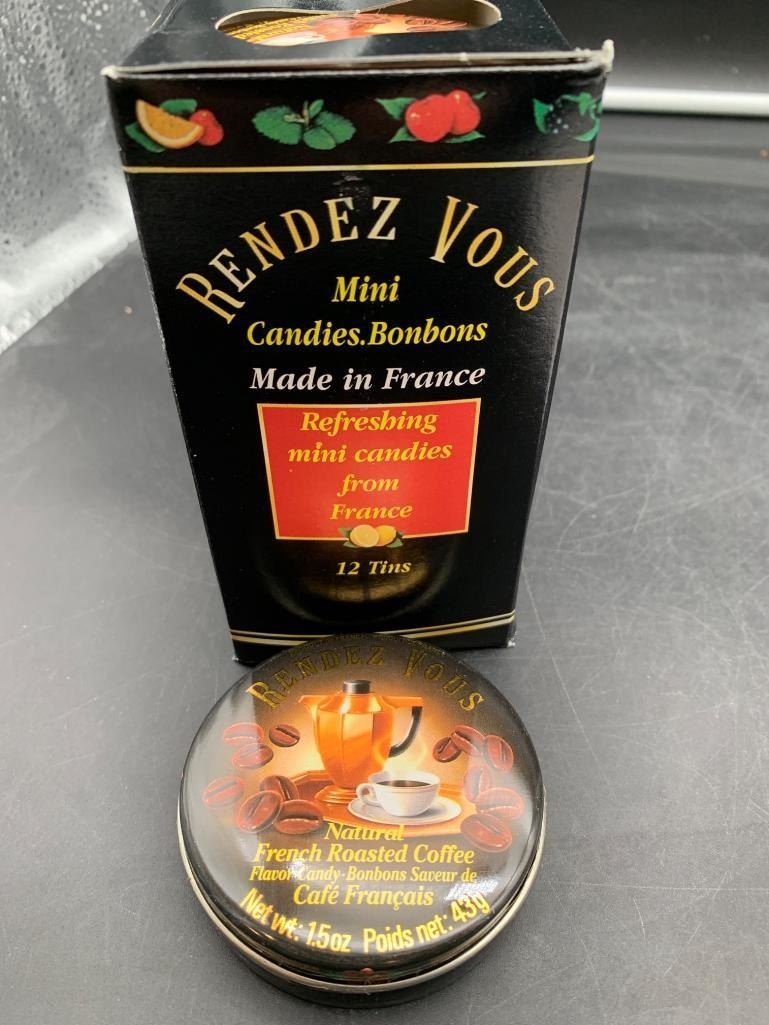 RENDEZ VOUS
Mini
Candies.Bonbons
Made in France
Refreshing
mini candies
from
France
12 Tins
RENDEZ VOUS
Natural
French Roasted Coffee
Flavor Candy-Bonbons Saveur de
Café Français
Net wt: 1.5oz Poids net: 43g